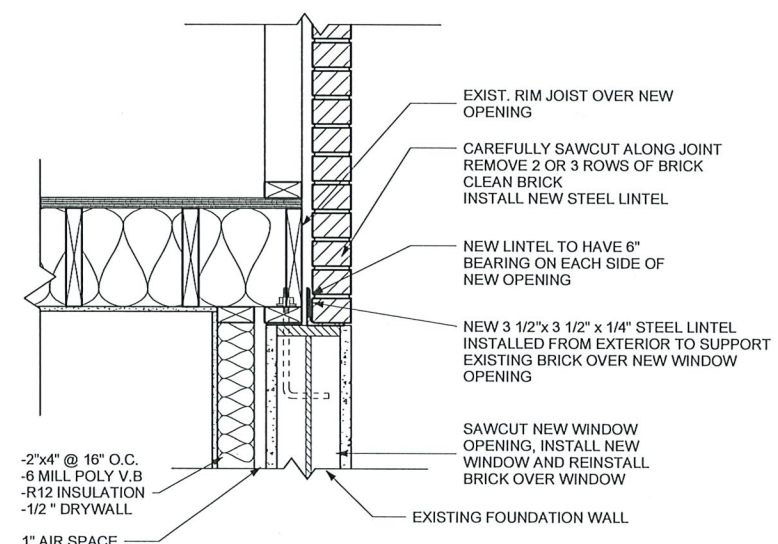 EXIST. RIM JOIST OVER NEW
OPENING
CAREFULLY SAWCUT ALONG JOINT
REMOVE 2 OR 3 ROWS OF BRICK
CLEAN BRICK
INSTALL NEW STEEL LINTEL
NEW LINTEL TO HAVE 6"
BEARING ON EACH SIDE OF
NEW OPENING
NEW 3 1/2"x 3 1/2" x 1/4" STEEL LINTEL
INSTALLED FROM EXTERIOR TO SUPPORT
EXISTING BRICK OVER NEW WINDOW
OPENING
SAWCUT NEW WINDOW
OPENING, INSTALL NEW
WINDOW AND REINSTALL
BRICK OVER WINDOW
EXISTING FOUNDATION WALL
-2"x4" @ 16" O.C.
-6 MILL POLY V.B
-R12 INSULATION
-1/2 " DRYWALL
1" AIR SPACE